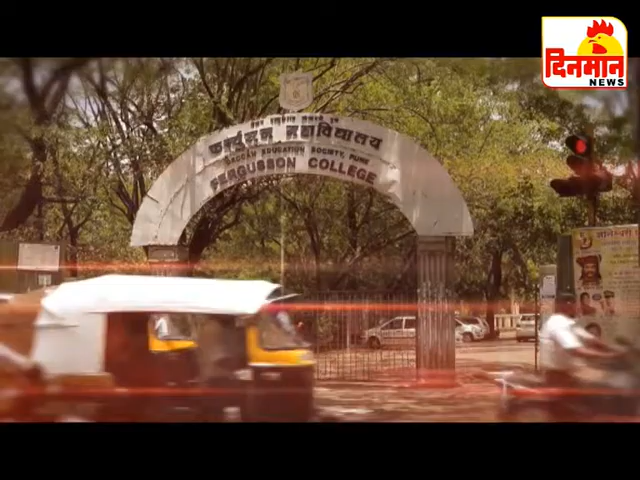 दिनमान
NEWS
फर्ग्युसन महाविद्यालय
DECCAN EDUCATION SOCIETY, PUNE
FERGUSSON COLLEGE